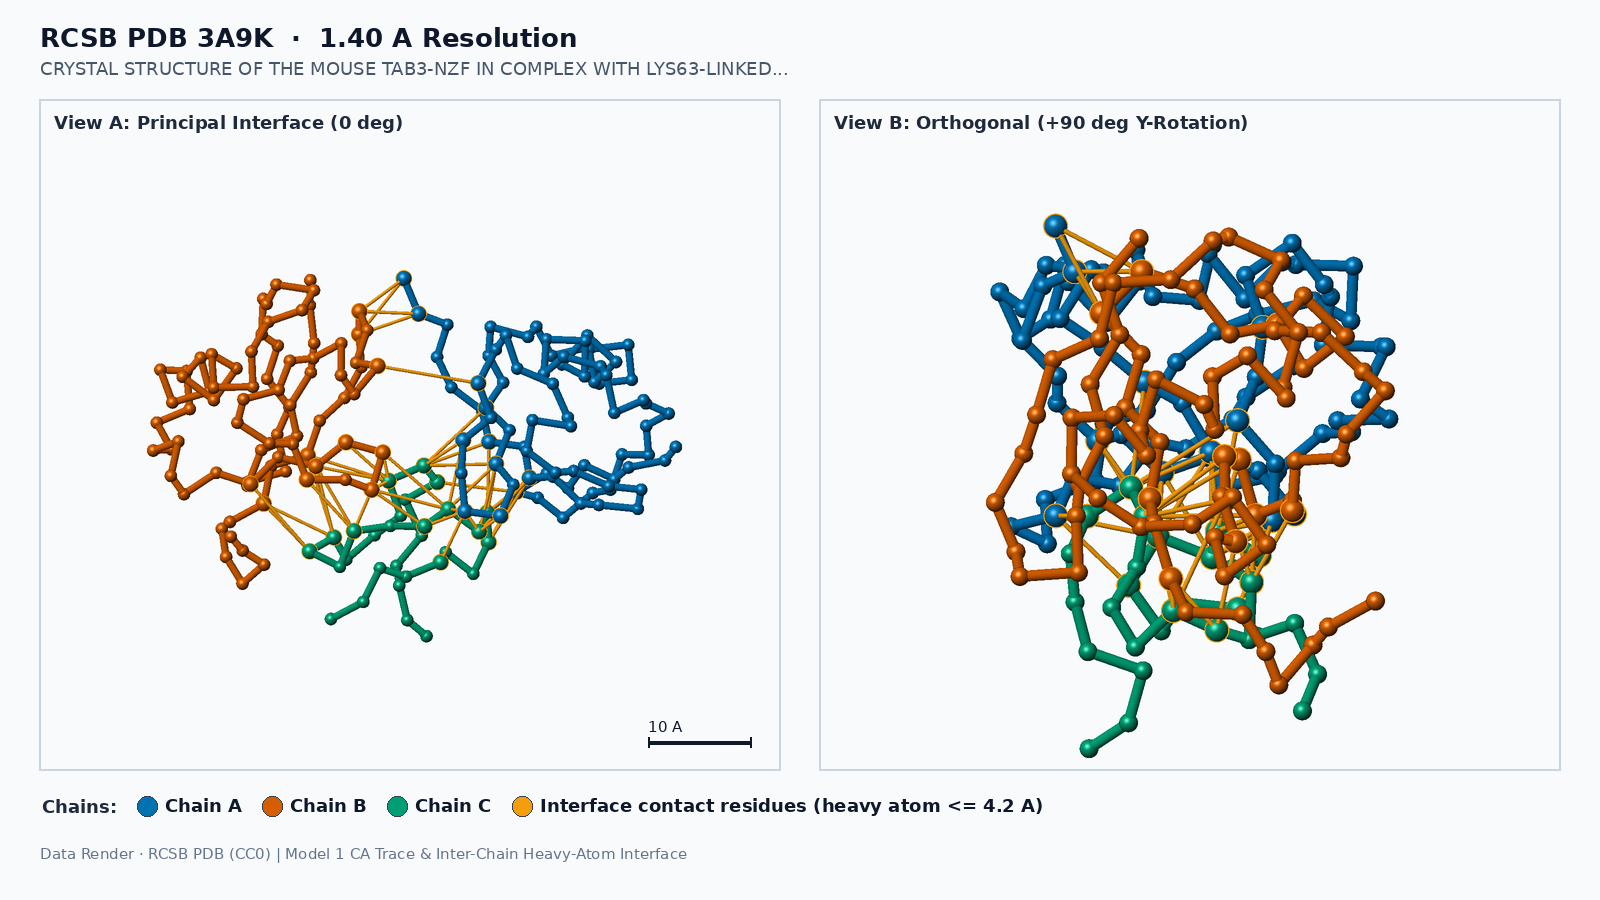 RCSB PDB 3A9K · 1.40 A Resolution
CRYSTAL STRUCTURE OF THE MOUSE TAB3-NZF IN COMPLEX WITH LYS63-LINKED...
View A: Principal Interface (0 deg)
View B: Orthogonal (+90 deg Y-Rotation)
10 A
Chains: Chain A Chain B Chain C Interface contact residues (heavy atom <= 4.2 A)
Data Render · RCSB PDB (CC0) | Model 1 CA Trace & Inter-Chain Heavy-Atom Interface